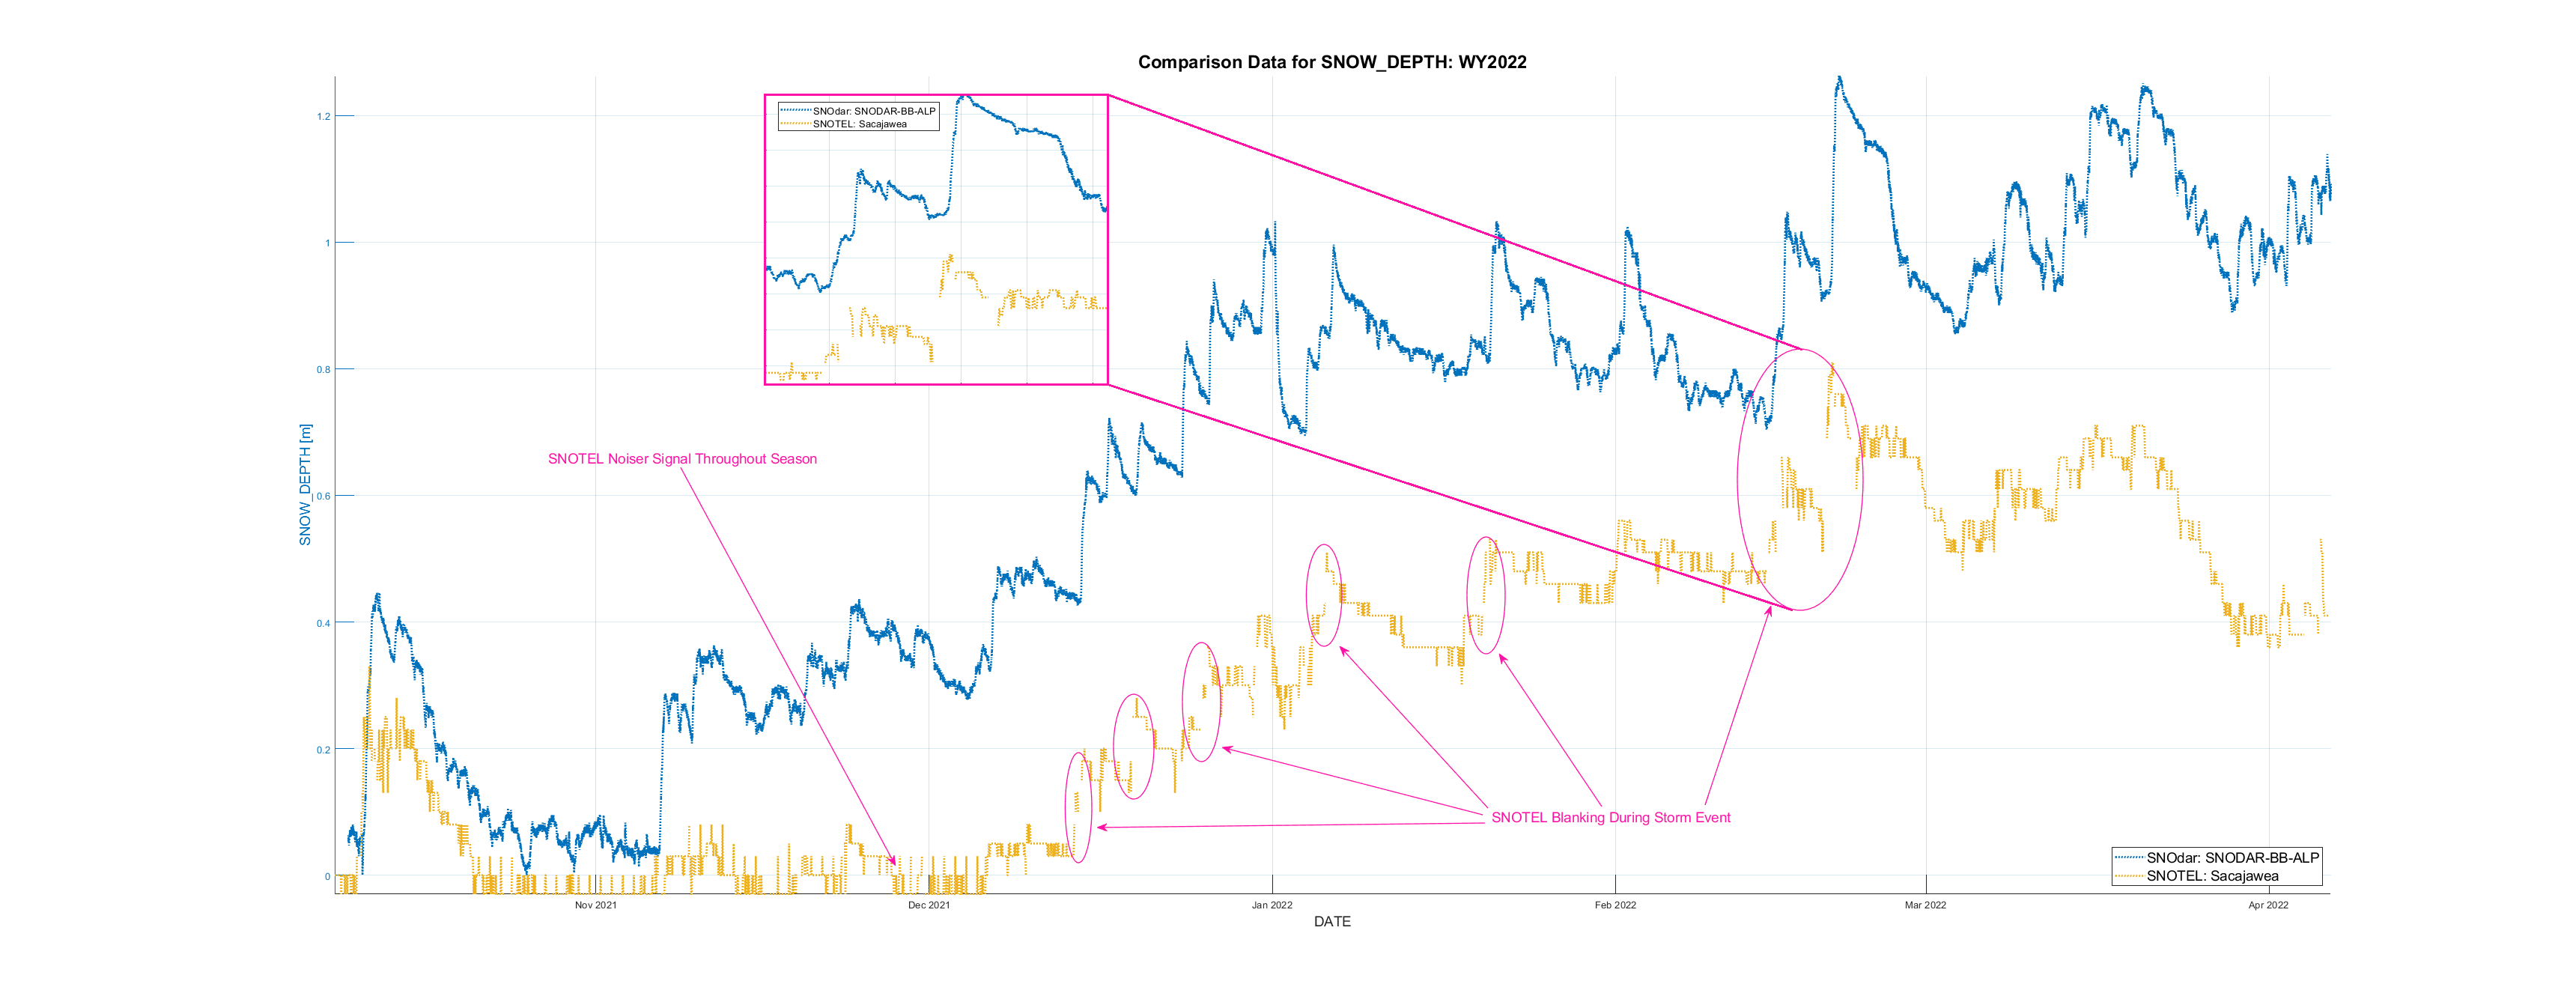 Comparison Data for SNOW_DEPTH: WY2022
SNOdar: SNODAR-BB-ALP
SNOTEL: Sacajawea
1.2
1
0.8
0.6
0.4
0.2
0
SNOW_DEPTH [m]
SNOTEL Noiser Signal Throughout Season
SNOTEL Blanking During Storm Event
SNOdar: SNODAR-BB-ALP
SNOTEL: Sacajawea
Nov 2021
Dec 2021
Jan 2022
Feb 2022
Mar 2022
Apr 2022
DATE